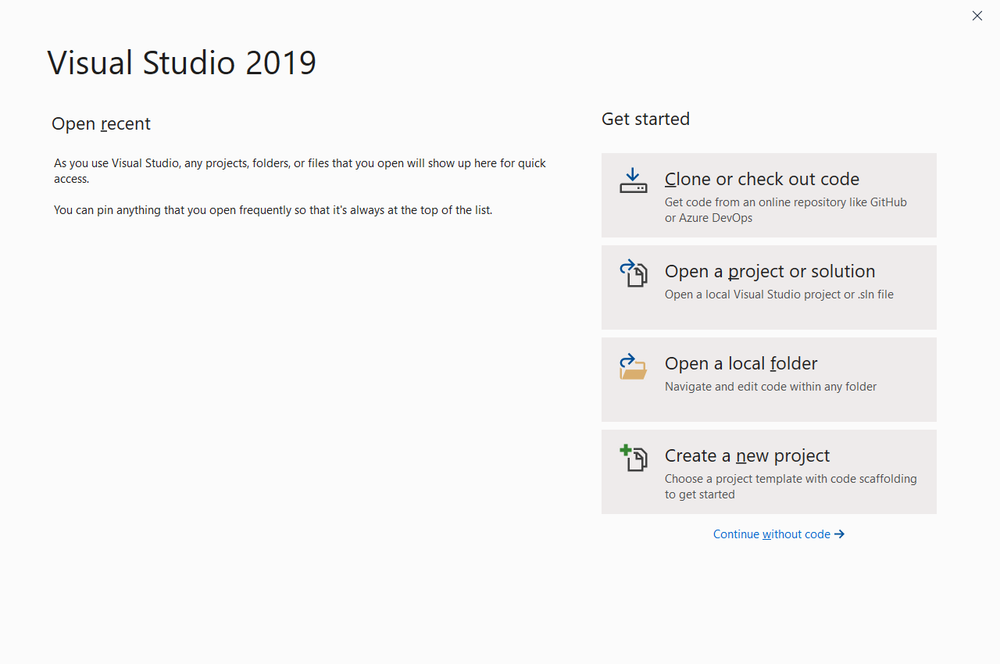 Visual Studio 2019
Open recent
As you use Visual Studio, any projects, folders, or files that you open will show up here for quick
access.
You can pin anything that you open frequently so that it's always at the top of the list.
Get started
Clone or check out code
Get code from an online repository like GitHub
or Azure DevOps
Open a project or solution
Open a local Visual Studio project or .sln file
Open a local folder
Navigate and edit code within any folder
Create a new project
Choose a project template with code scaffolding
to get started
Continue without code